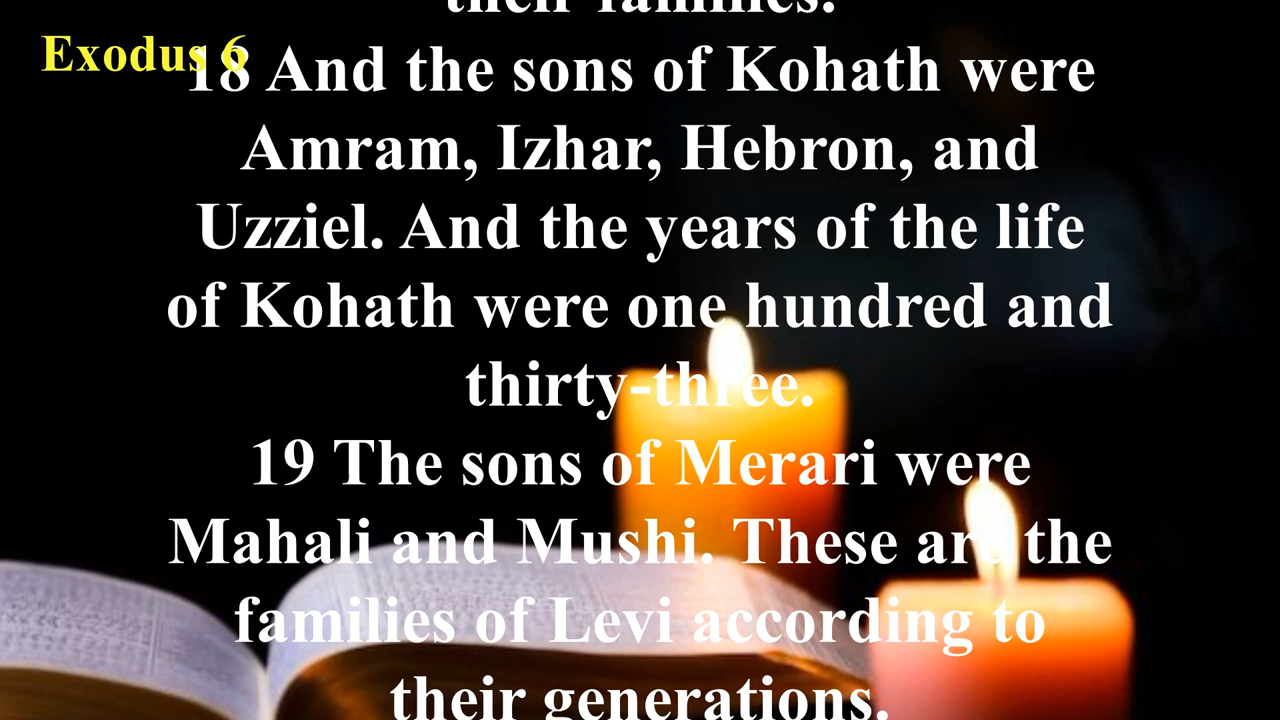 their families.
Exodus 6
18 And the sons of Kohath were
Amram, Izhar, Hebron, and
Uzziel. And the years of the life
of Kohath were one hundred and
thirty-three.
19 The sons of Merari were
Mahali and Mushi. These are the
families of Levi according to
their generations.